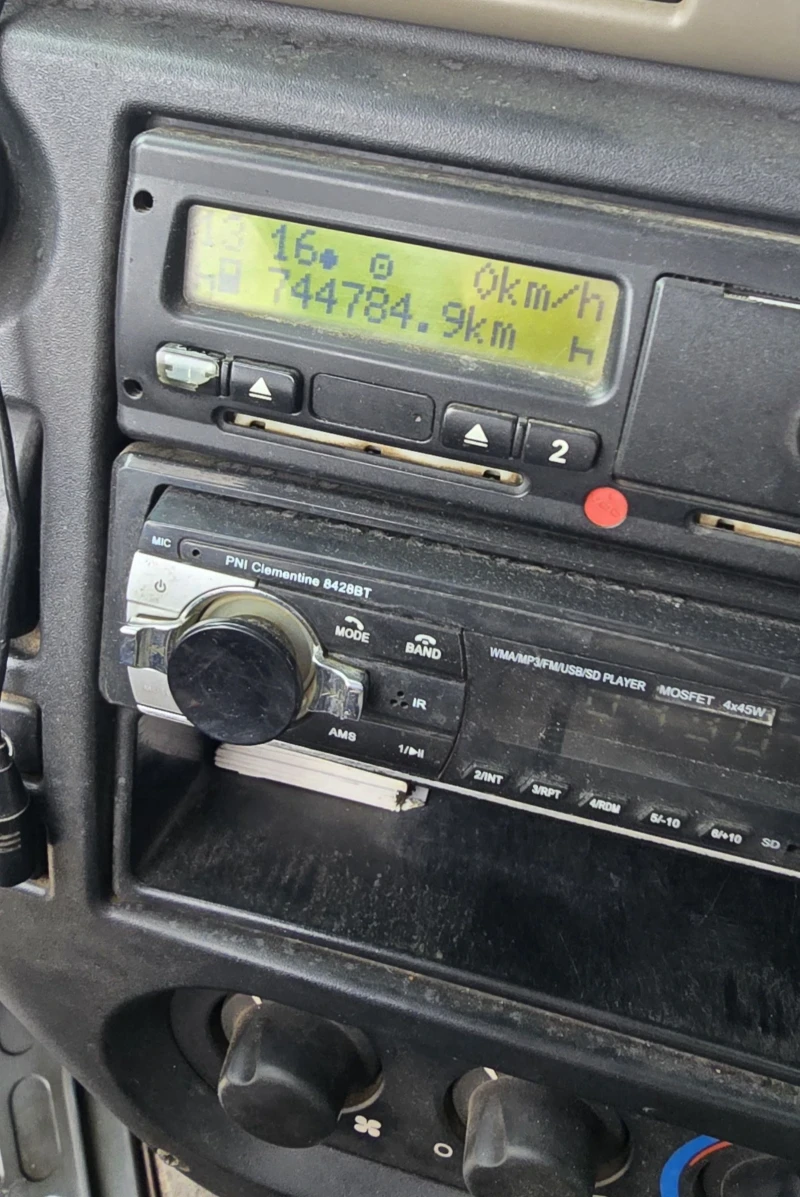 12 16 0km/h
744784.9km
2
MIC PNI Clementine 8428BT
MODE BAND
WMA/MP3/FM/USB/SD PLAYER MOSFET 4x45W
IR
AMS 1/▶II
2/INT 3/RPT 4/RDM 5/-10 6/+10 SD
O